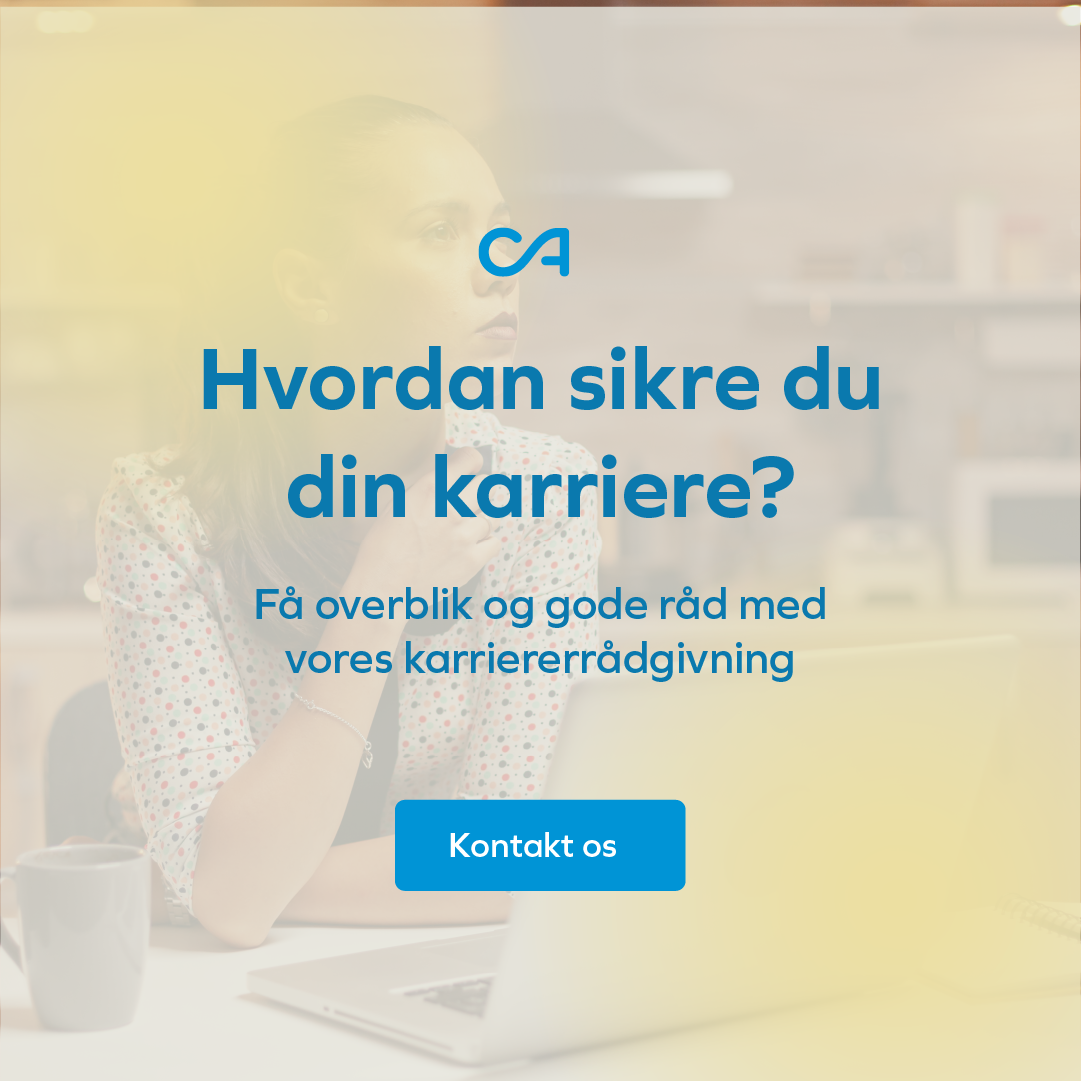 CA
Hvordan sikre du
din karriere?
Få overblik og gode råd med
vores karriererrådgivning
Kontakt os